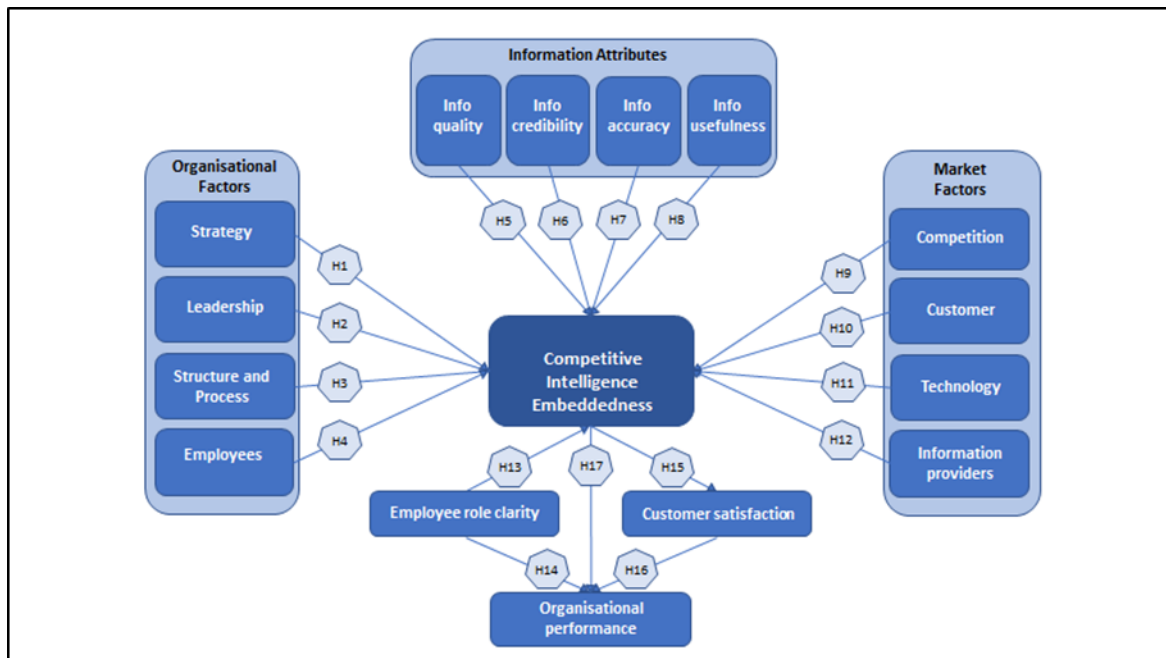 Information Attributes
Info
quality
Info
credibility
Info
accuracy
Info
usefulness
Organisational
Factors
Strategy
Leadership
Structure and
Process
Employees
H1
H2
H3
H4
H5
H6
H7
H8
Market
Factors
Competition
Customer
Technology
Information
providers
H9
H10
H11
H12
Competitive
Intelligence
Embeddedness
H13
H17
H15
Employee role clarity
Customer satisfaction
H14
H16
Organisational
performance